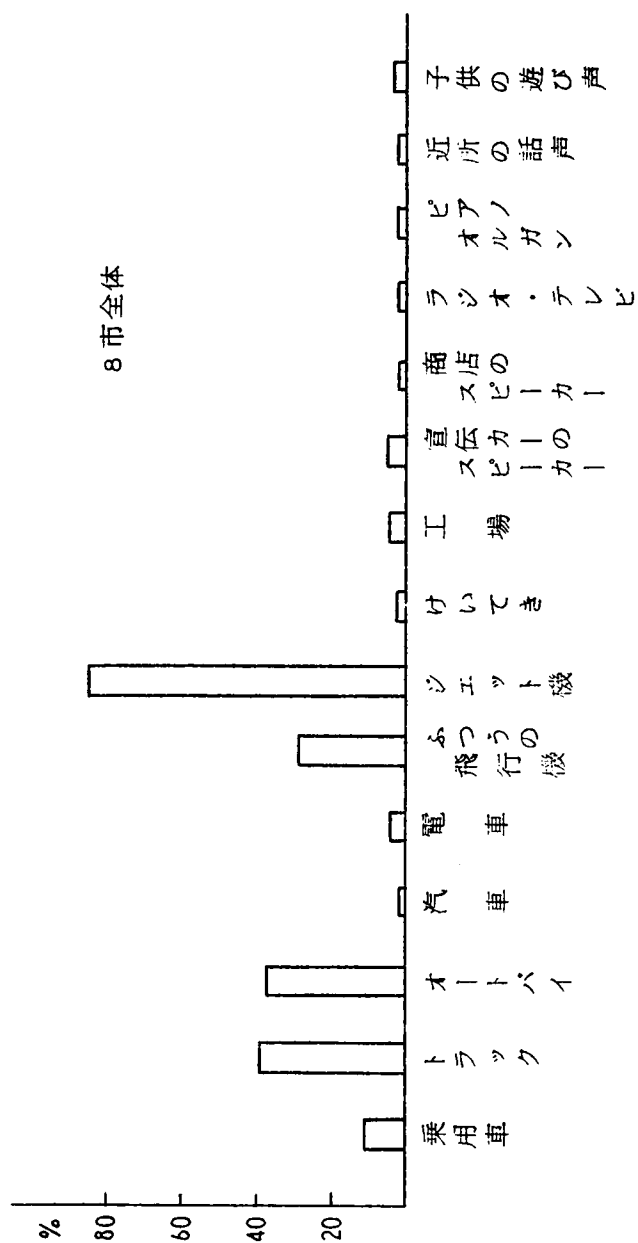 8市全体
%
80
60
40
20
乗用車
トラック
オートバイ
汽車
電車
ふつうの
飛行機
ジェット機
けいてき
工場
宣伝カーの
スピーカー
商店の
スピーカー
ラジオ・テレビ
ピアノ
オルガン
近所の話声
子供の遊び声